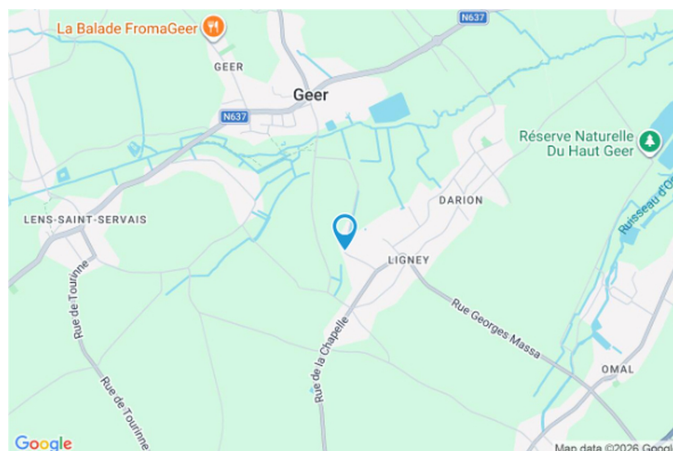 La Balade FromaGeer
N637
GEER
Geer
N637
Réserve Naturelle
Du Haut Geer
DARION
LENS-SAINT-SERVAIS
LIGNEY
Rue de Tourinne
Rue Georges Massa
Rue de la Chapelle
OMAL
Rue de Tourinne
Google
Map data ©2026 Google